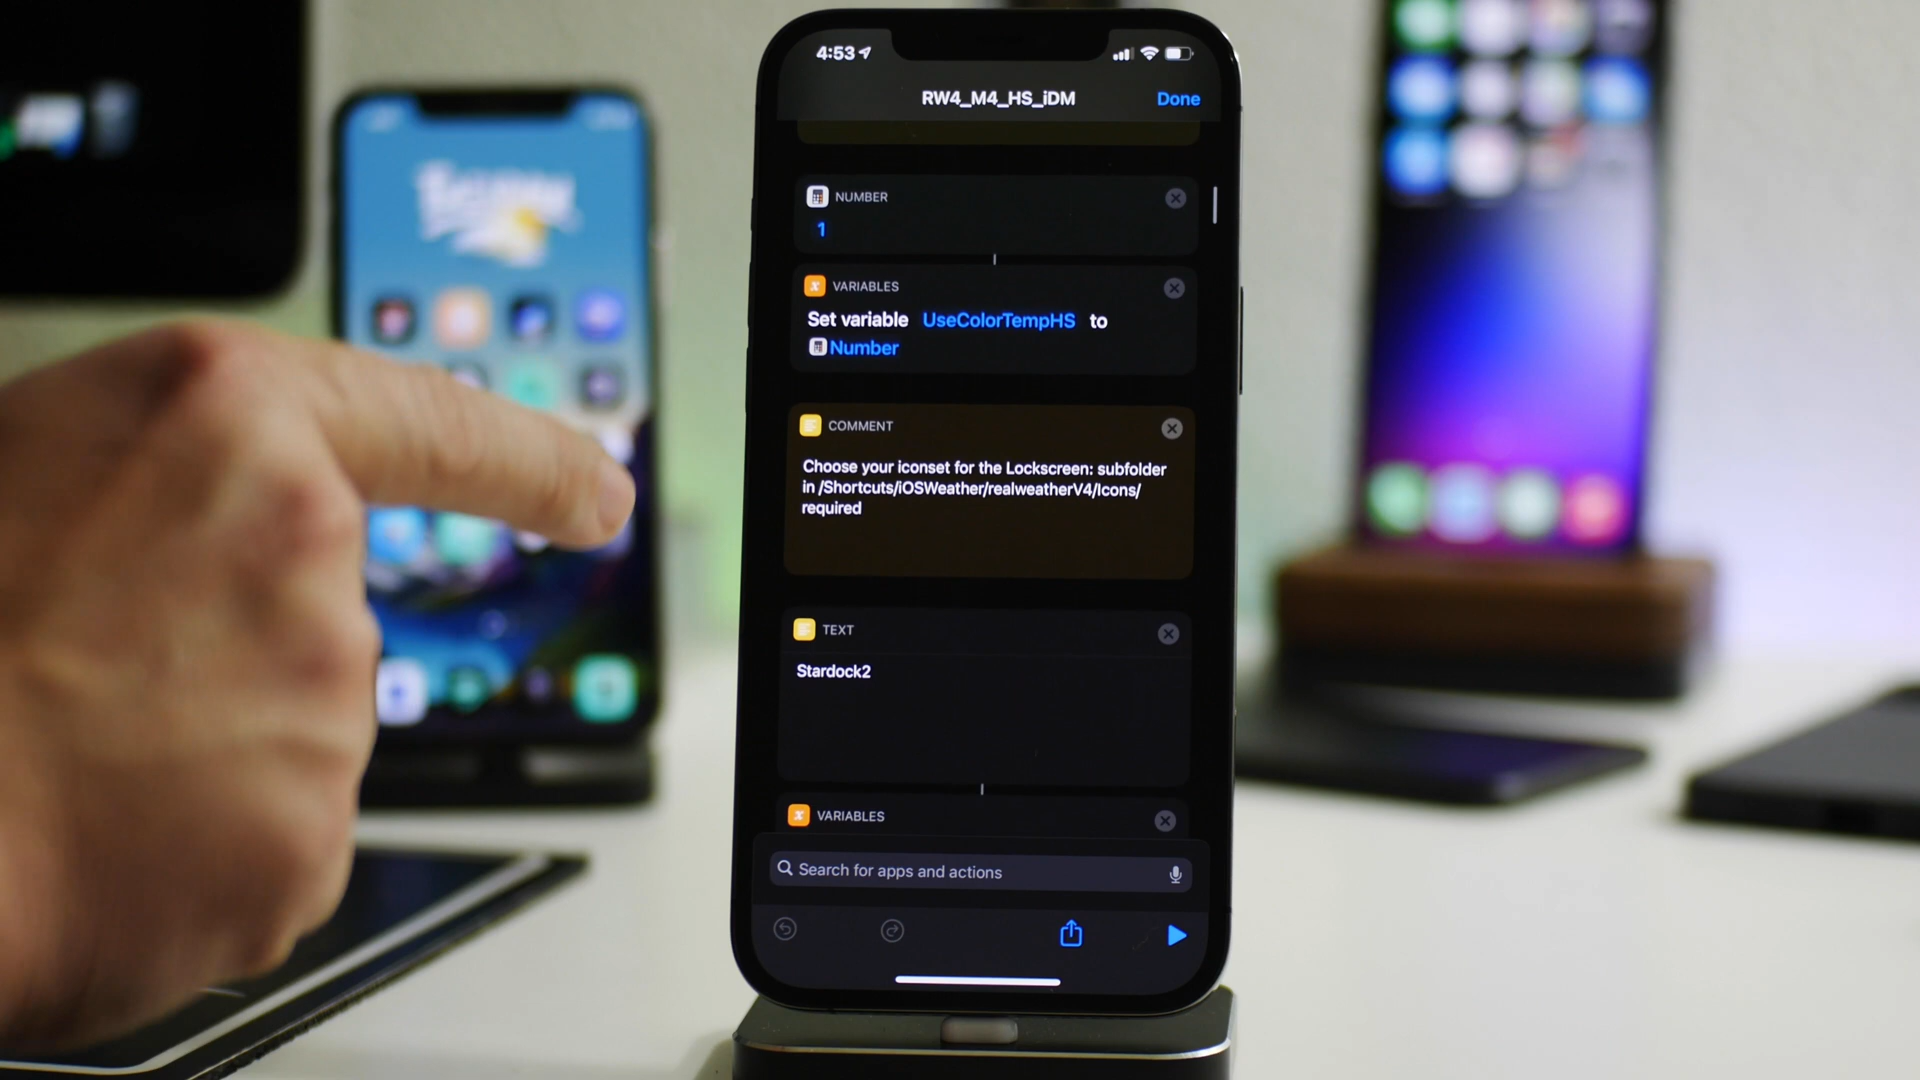 4:53
RW4_M4_HS_iDM
Done
NUMBER
1
VARIABLES
Set variable UseColorTempHS to
Number
COMMENT
Choose your iconset for the Lockscreen: subfolder
in /Shortcuts/iOSWeather/realweatherV4/Icons/
required
TEXT
Stardock2
VARIABLES
Search for apps and actions